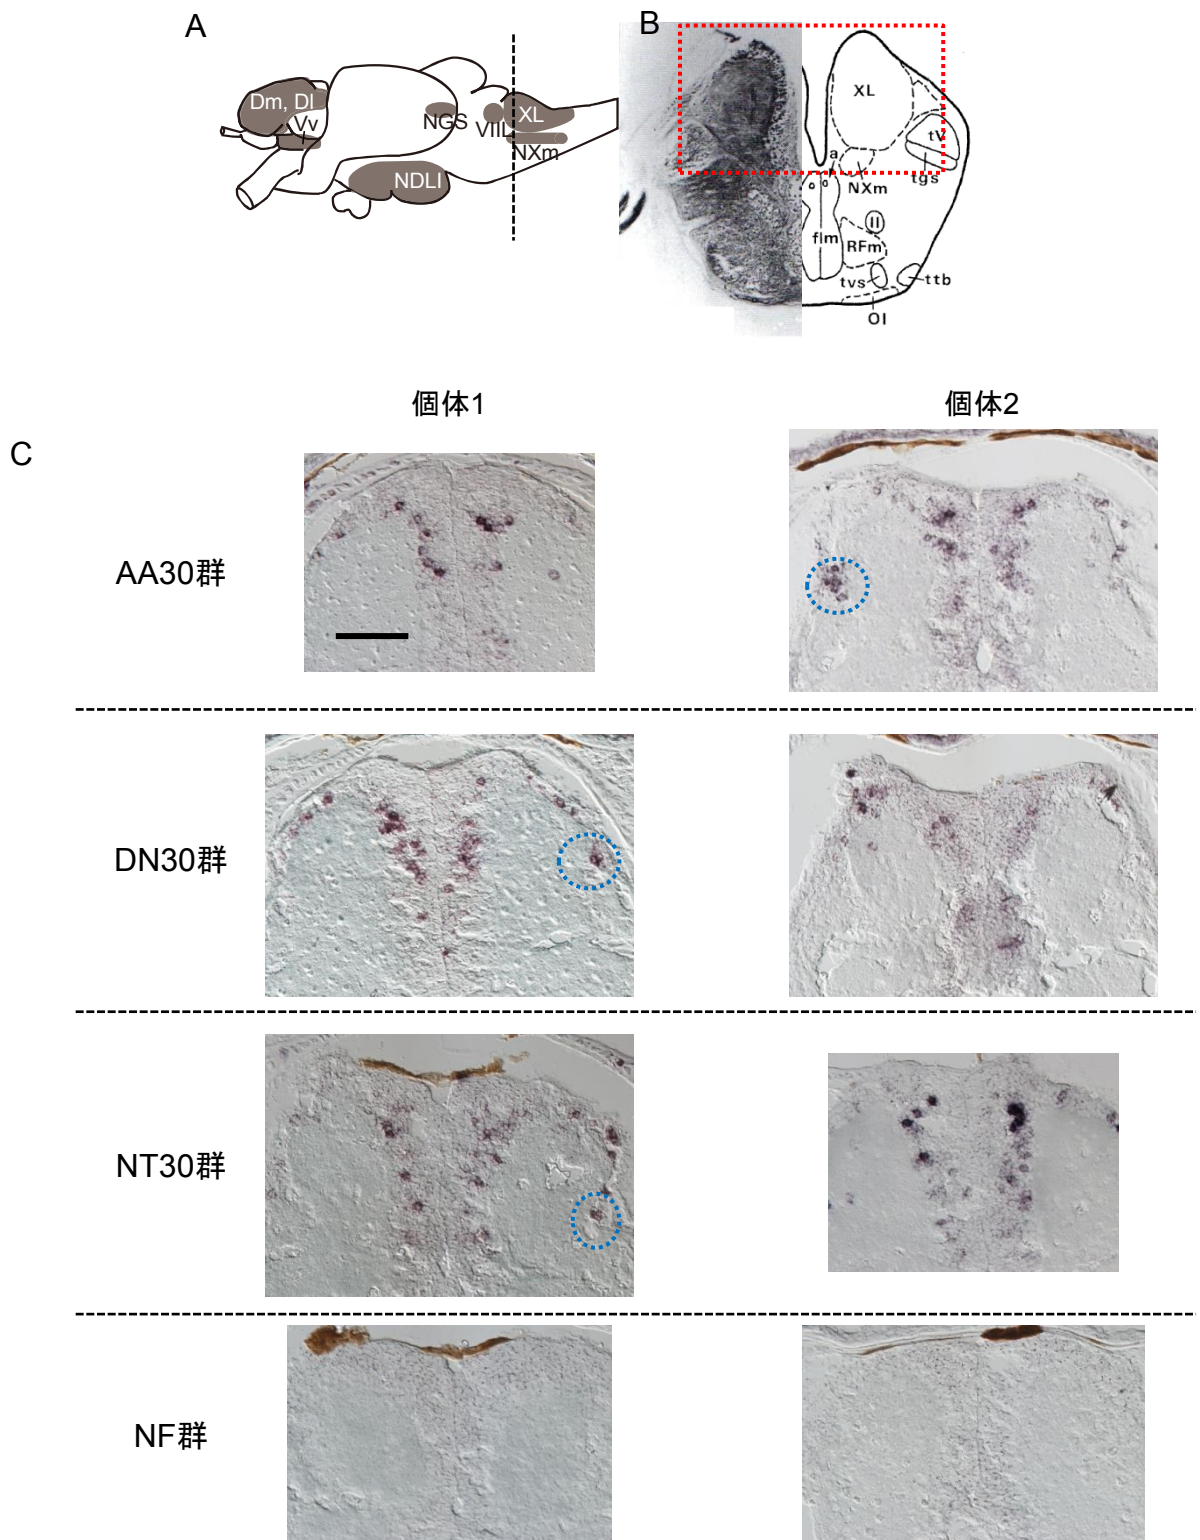 A
Dm, Dl
Vv
NGS
VIIL
XL
NXm
NDLI
B
XL
tV
a
NXm
tgs
flm
RFm
tvs
ttb
OI
個体1
個体2
C
AA30群
DN30群
NT30群
NF群